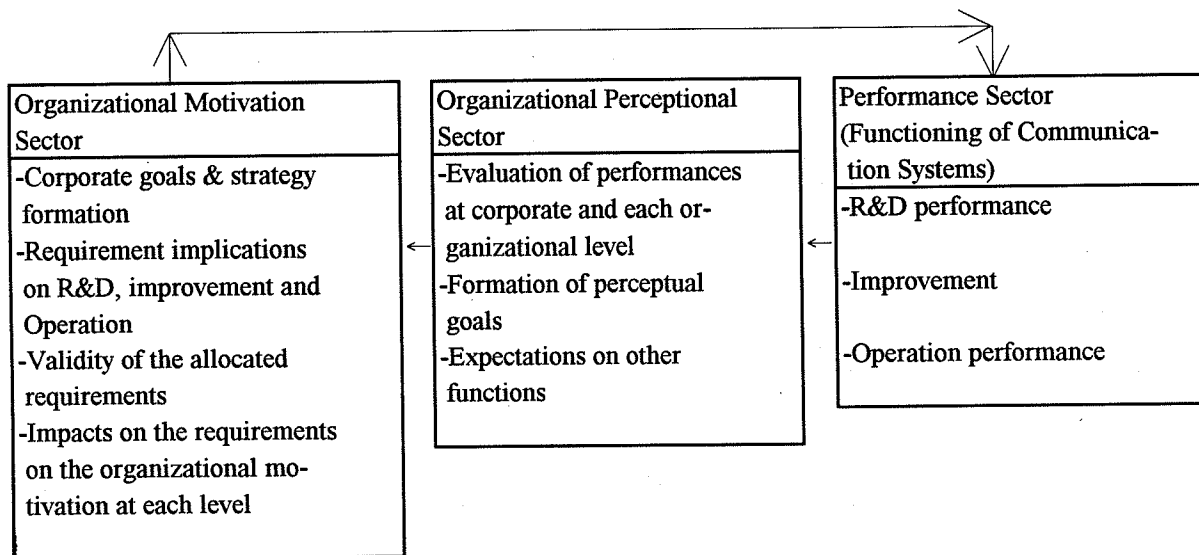 Organizational Motivation
Sector
-Corporate goals & strategy
formation
-Requirement implications
on R&D, improvement and
Operation
-Validity of the allocated
requirements
-Impacts on the requirements
on the organizational mo-
tivation at each level
Organizational Perceptional
Sector
-Evaluation of performances
at corporate and each or-
ganizational level
-Formation of perceptual
goals
-Expectations on other
functions
Performance Sector
(Functioning of Communica-
tion Systems)
-R&D performance
-Improvement
-Operation performance